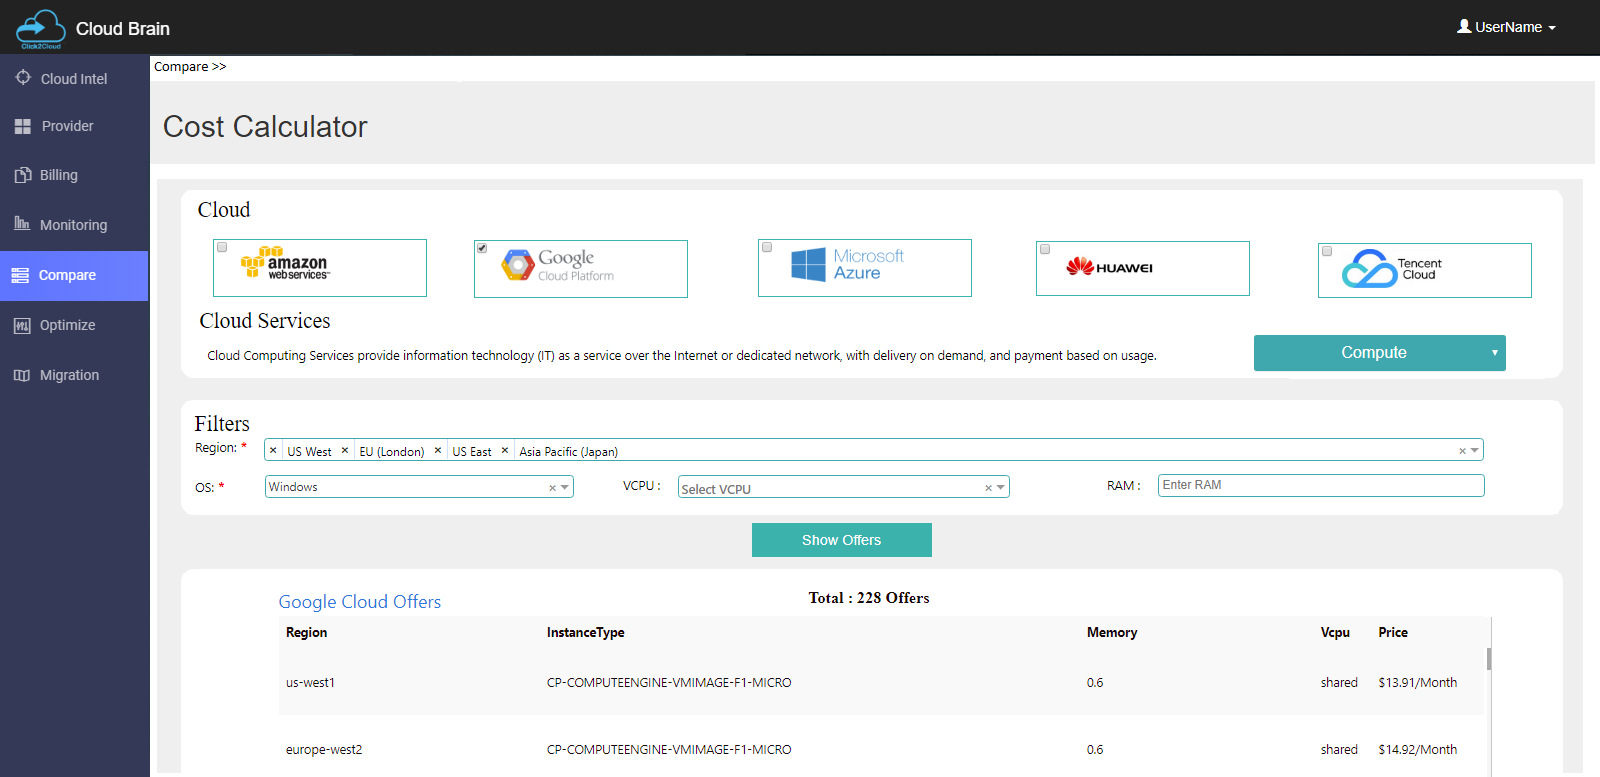 Click2Cloud
Cloud Brain
UserName
Cloud Intel
Provider
Billing
Monitoring
Compare
Optimize
Migration
Compare >>
Cost Calculator
Cloud
amazon
webservices™
Google
Cloud Platform
Microsoft
Azure
HUAWEI
Tencent
Cloud
Cloud Services
Cloud Computing Services provide information technology (IT) as a service over the Internet or dedicated network, with delivery on demand, and payment based on usage.
Compute
Filters
Region: * × US West × EU (London) × US East × Asia Pacific (Japan) ×
OS: * Windows × VCPU : Select VCPU × RAM : Enter RAM
Show Offers
Google Cloud Offers
Total : 228 Offers
Region InstanceType Memory Vcpu Price
us-west1 CP-COMPUTEENGINE-VMIMAGE-F1-MICRO 0.6 shared $13.91/Month
europe-west2 CP-COMPUTEENGINE-VMIMAGE-F1-MICRO 0.6 shared $14.92/Month